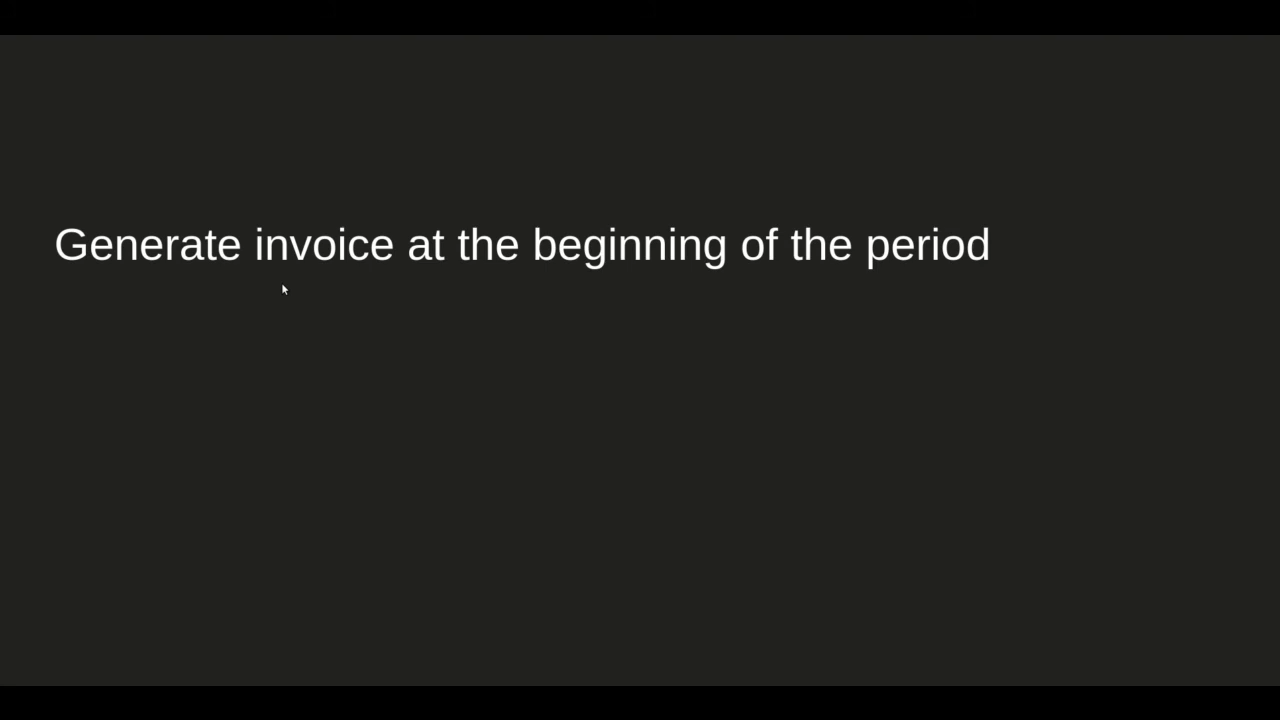 Generate invoice at the beginning of the period